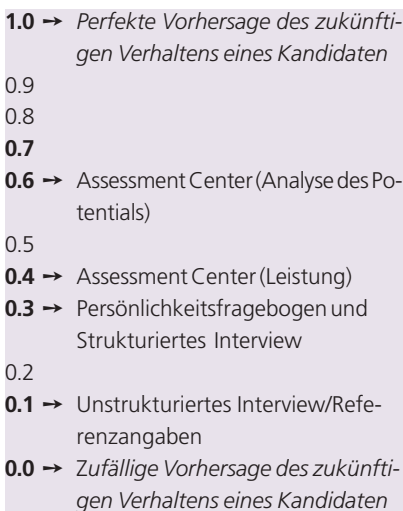 1.0 → Perfekte Vorhersage des zukünfti-
gen Verhaltens eines Kandidaten
0.9
0.8
0.7
0.6 → Assessment Center (Analyse des Po-
tentials)
0.5
0.4 → Assessment Center (Leistung)
0.3 → Persönlichkeitsfragebogen und
Strukturiertes Interview
0.2
0.1 → Unstrukturiertes Interview/Refe-
renzangaben
0.0 → Zufällige Vorhersage des zukünfti-
gen Verhaltens eines Kandidaten